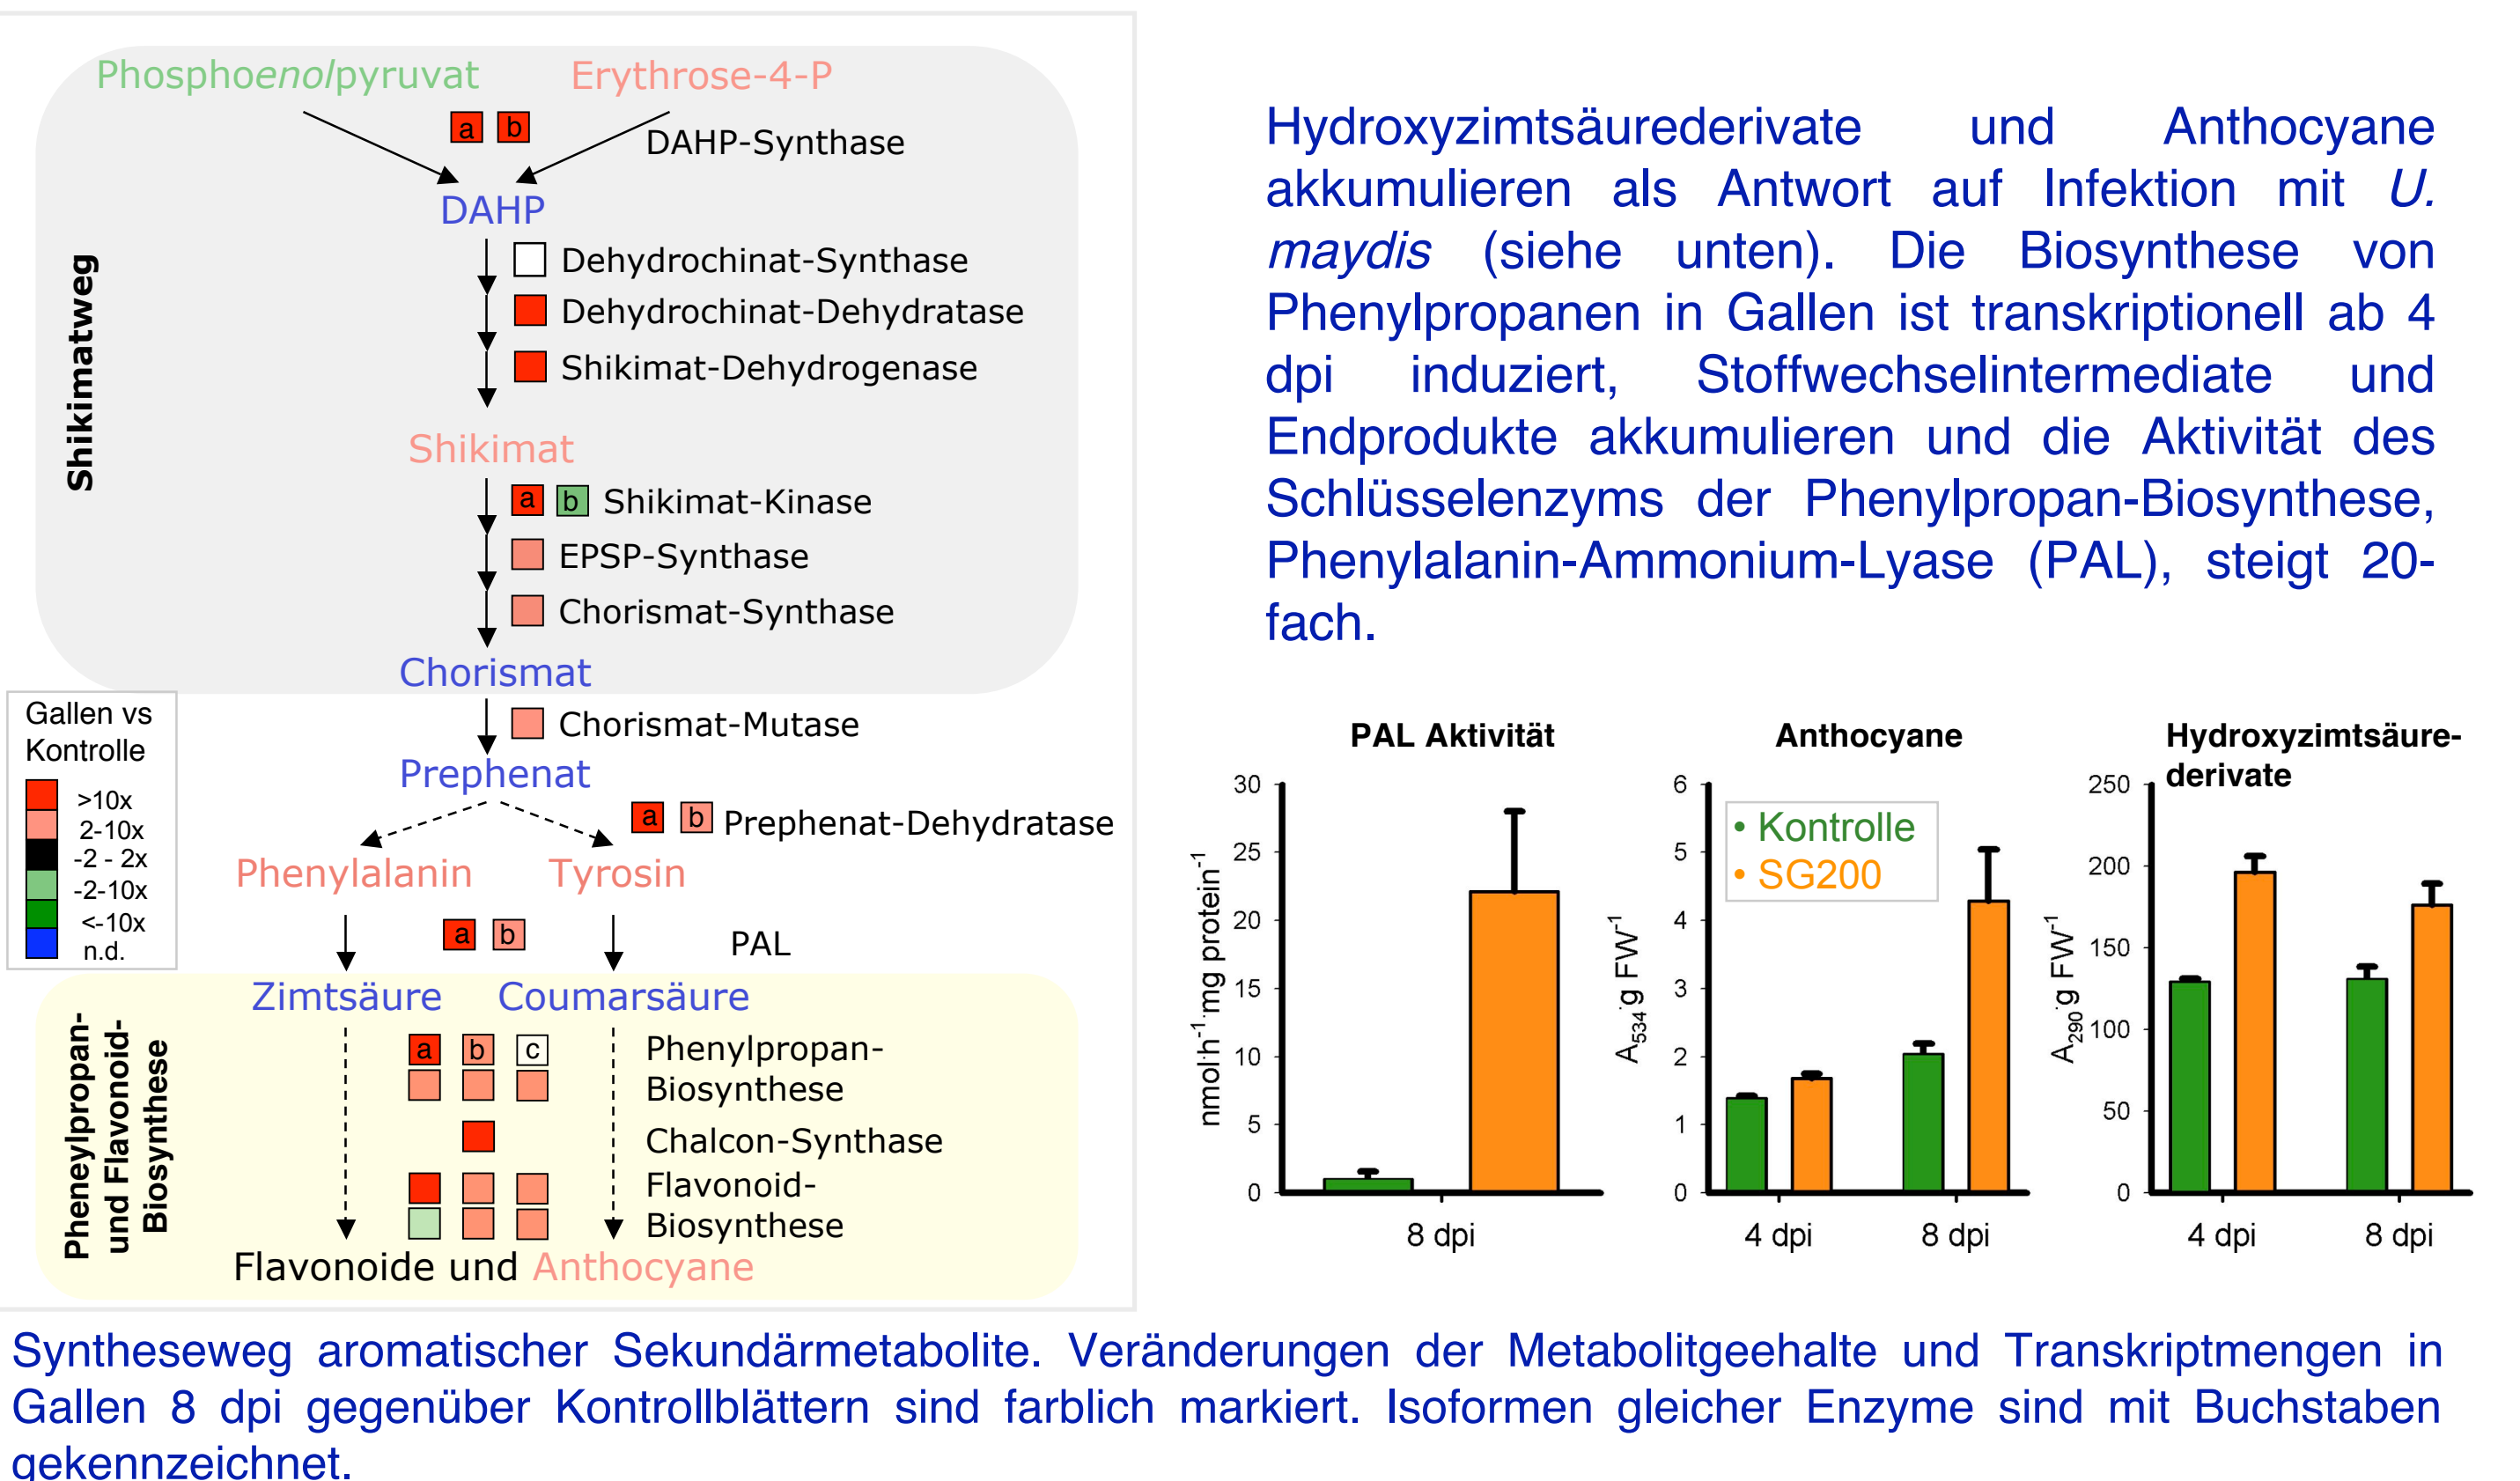 Phosphoenolpyruvat Erythrose-4-P
a b
DAHP-Synthase
DAHP
Dehydrochinat-Synthase
Dehydrochinat-Dehydratase
Shikimat-Dehydrogenase
Shikimatweg
Shikimat
a b Shikimat-Kinase
EPSP-Synthase
Chorismat-Synthase
Chorismat
Chorismat-Mutase
Prephenat
a b Prephenat-Dehydratase
Phenylalanin Tyrosin
a b PAL
Zimtsäure Coumarsäure
a b c Phenylpropan-
Biosynthese
Chalcon-Synthase
Flavonoid-
Biosynthese
Flavonoide und Anthocyane
Pheneylpropan-
und Flavonoid-
Biosynthese
Gallen vs
Kontrolle
>10x
2-10x
-2 - 2x
-2-10x
<-10x
n.d.
Hydroxyzimtsäurederivate und Anthocyane
akkumulieren als Antwort auf Infektion mit U.
maydis (siehe unten). Die Biosynthese von
Phenylpropanen in Gallen ist transkriptionell ab 4
dpi induziert, Stoffwechselintermediate und
Endprodukte akkumulieren und die Aktivität des
Schlüsselenzyms der Phenylpropan-Biosynthese,
Phenylalanin-Ammonium-Lyase (PAL), steigt 20-
fach.
PAL Aktivität
nmol·h⁻¹·mg protein⁻¹
30
25
20
15
10
5
0
8 dpi
Anthocyane
• Kontrolle
• SG200
A₅₃₄·g FW⁻¹
6
5
4
3
2
1
0
4 dpi 8 dpi
Hydroxyzimtsäure-
derivate
A₂₉₀·g FW⁻¹
250
200
150
100
50
0
4 dpi 8 dpi
Syntheseweg aromatischer Sekundärmetabolite. Veränderungen der Metabolitgeehalte und Transkriptmengen in
Gallen 8 dpi gegenüber Kontrollblättern sind farblich markiert. Isoformen gleicher Enzyme sind mit Buchstaben
gekennzeichnet.